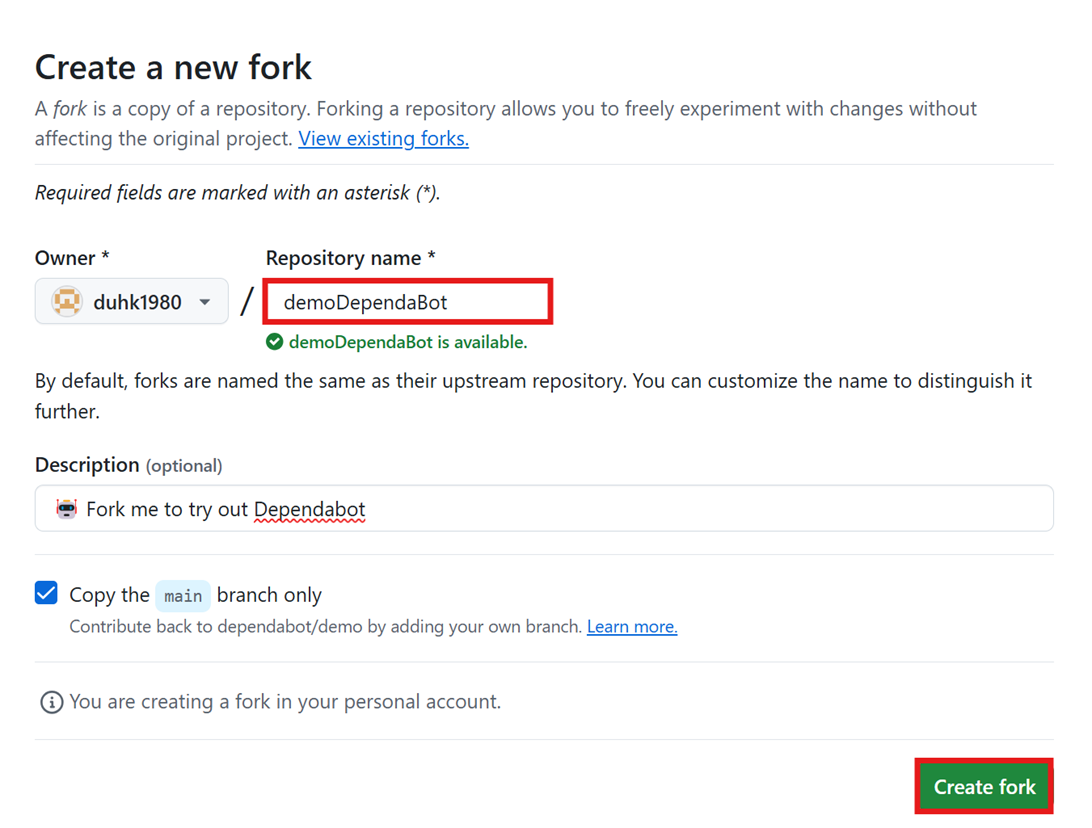 Create a new fork
A fork is a copy of a repository. Forking a repository allows you to freely experiment with changes without
affecting the original project. View existing forks.
Required fields are marked with an asterisk (*).
Owner *
Repository name *
duhk1980
/
demoDependaBot
demoDependaBot is available.
By default, forks are named the same as their upstream repository. You can customize the name to distinguish it
further.
Description (optional)
Fork me to try out Dependabot
Copy the main branch only
Contribute back to dependabot/demo by adding your own branch. Learn more.
You are creating a fork in your personal account.
Create fork